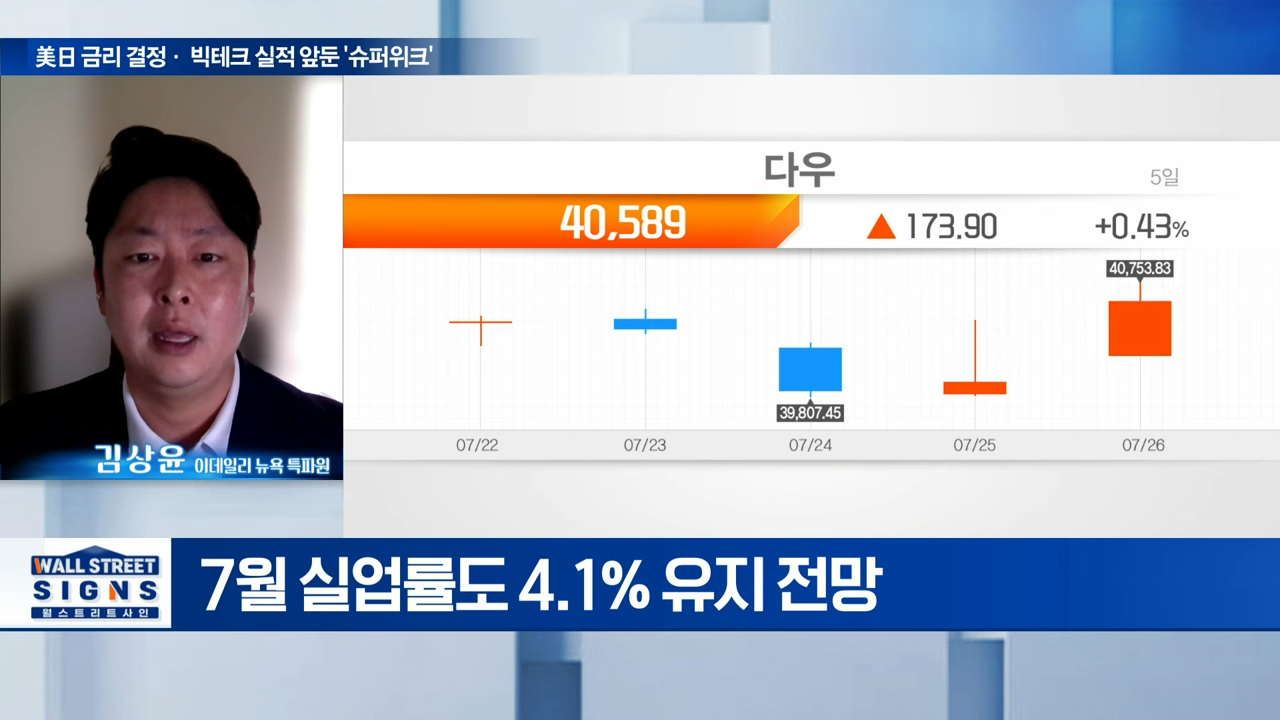 美日 금리 결정· 빅테크 실적 앞둔 '슈퍼위크'
다우
5일
40,589
▲ 173.90
+0.43%
40,753.83
39,807.45
07/22
07/23
07/24
07/25
07/26
김상윤 이데일리 뉴욕 특파원
WALL STREET
SIGNS
월스트리트사인
7월 실업률도 4.1% 유지 전망